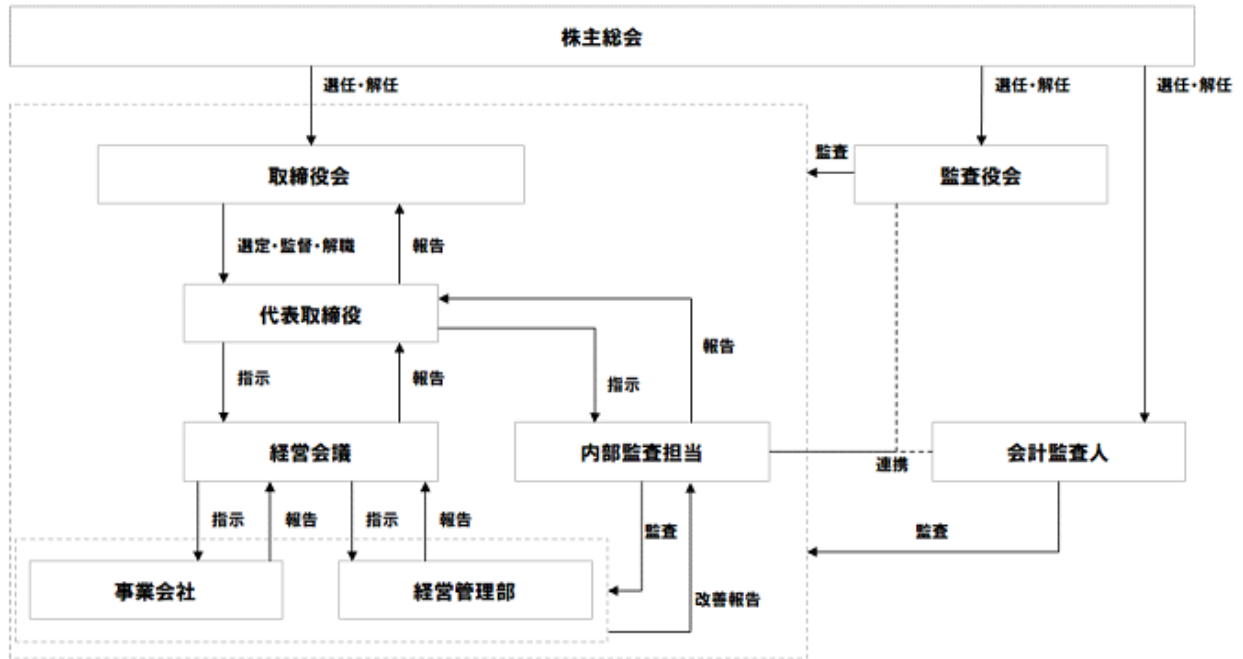 株主総会
選任・解任
選任・解任
選任・解任
取締役会
監査
監査役会
選定・監督・解職
報告
代表取締役
指示
報告
指示
報告
経営会議
内部監査担当
連携
会計監査人
指示
報告
指示
報告
監査
監査
事業会社
経営管理部
改善報告